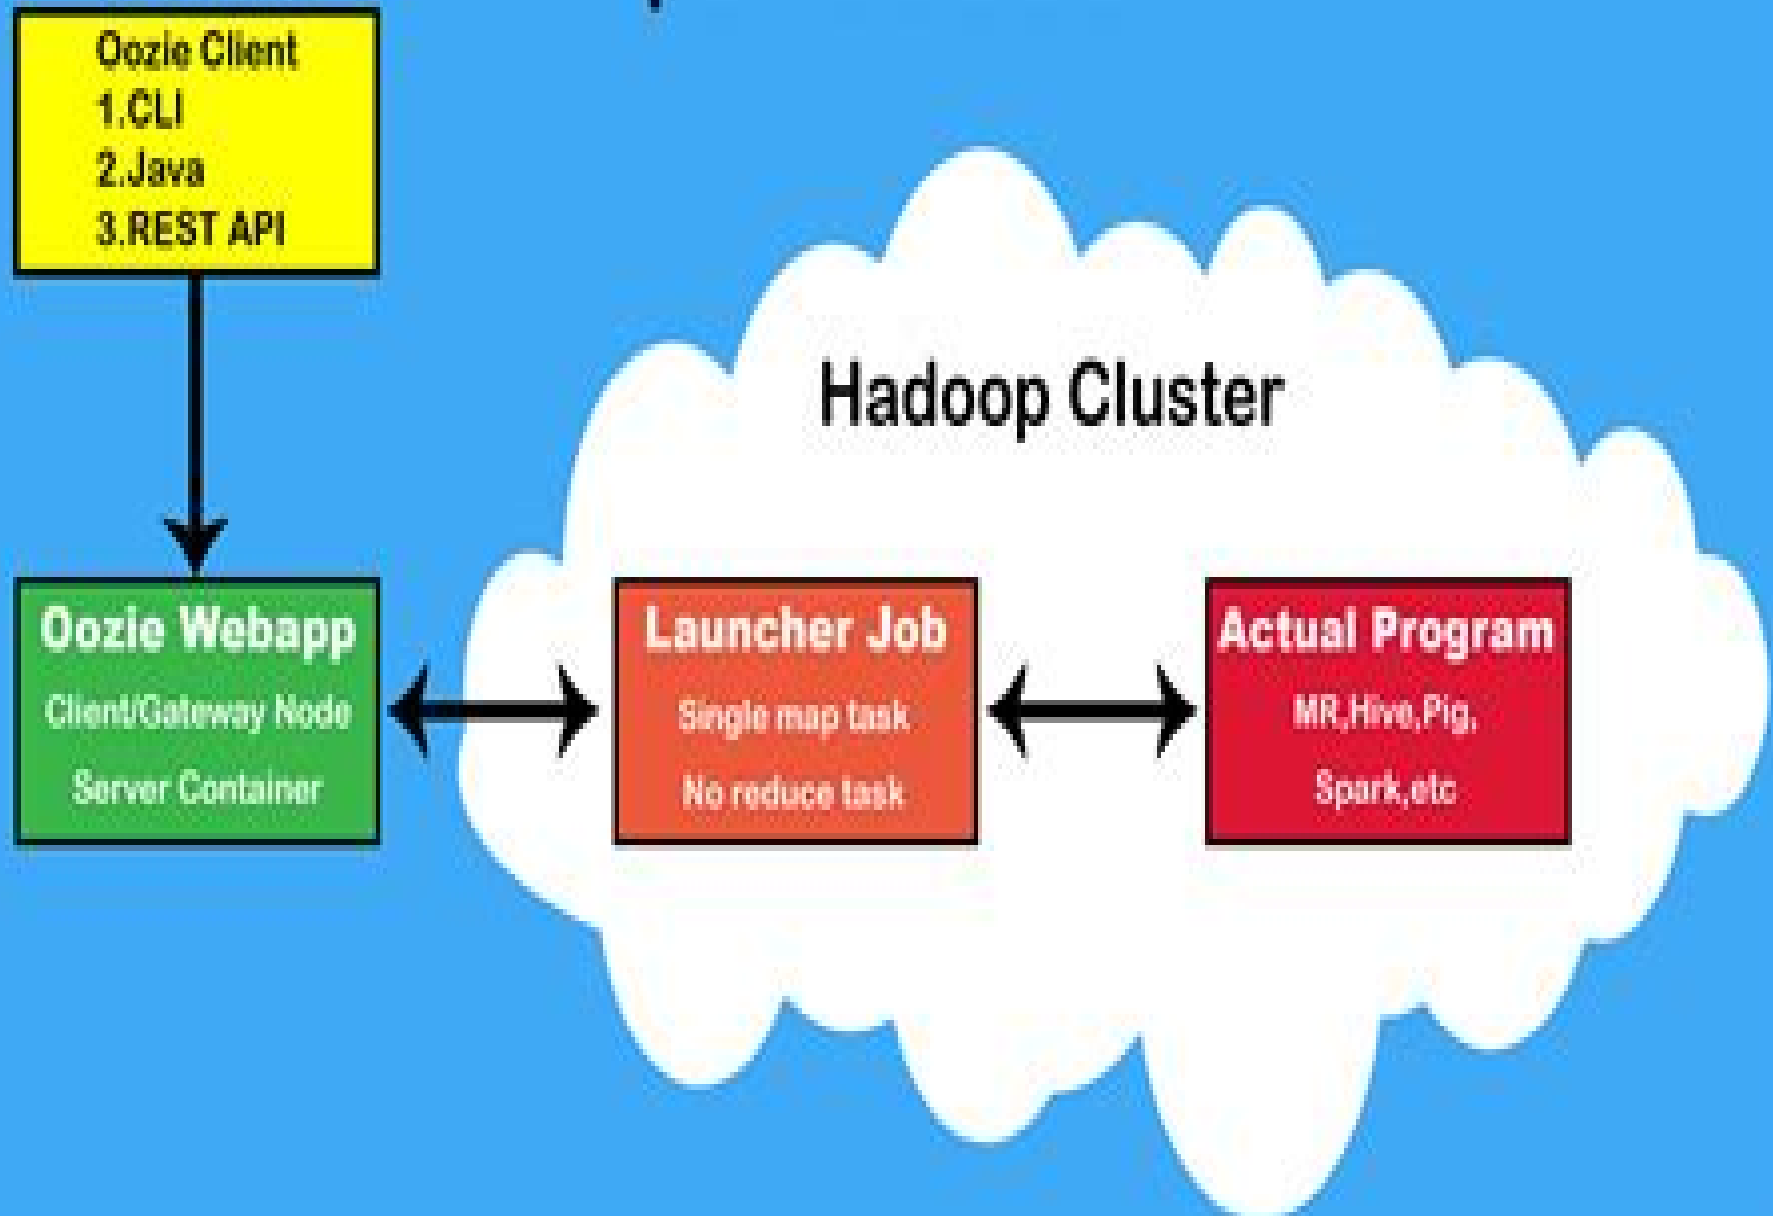 Oozie Client
1.CLI
2.Java
3.REST API
Hadoop Cluster
Oozie Webapp
Client/Gateway Node
Server Container
Launcher Job
Single map task
No reduce task
Actual Program
MR,Hive,Pig,
Spark,etc